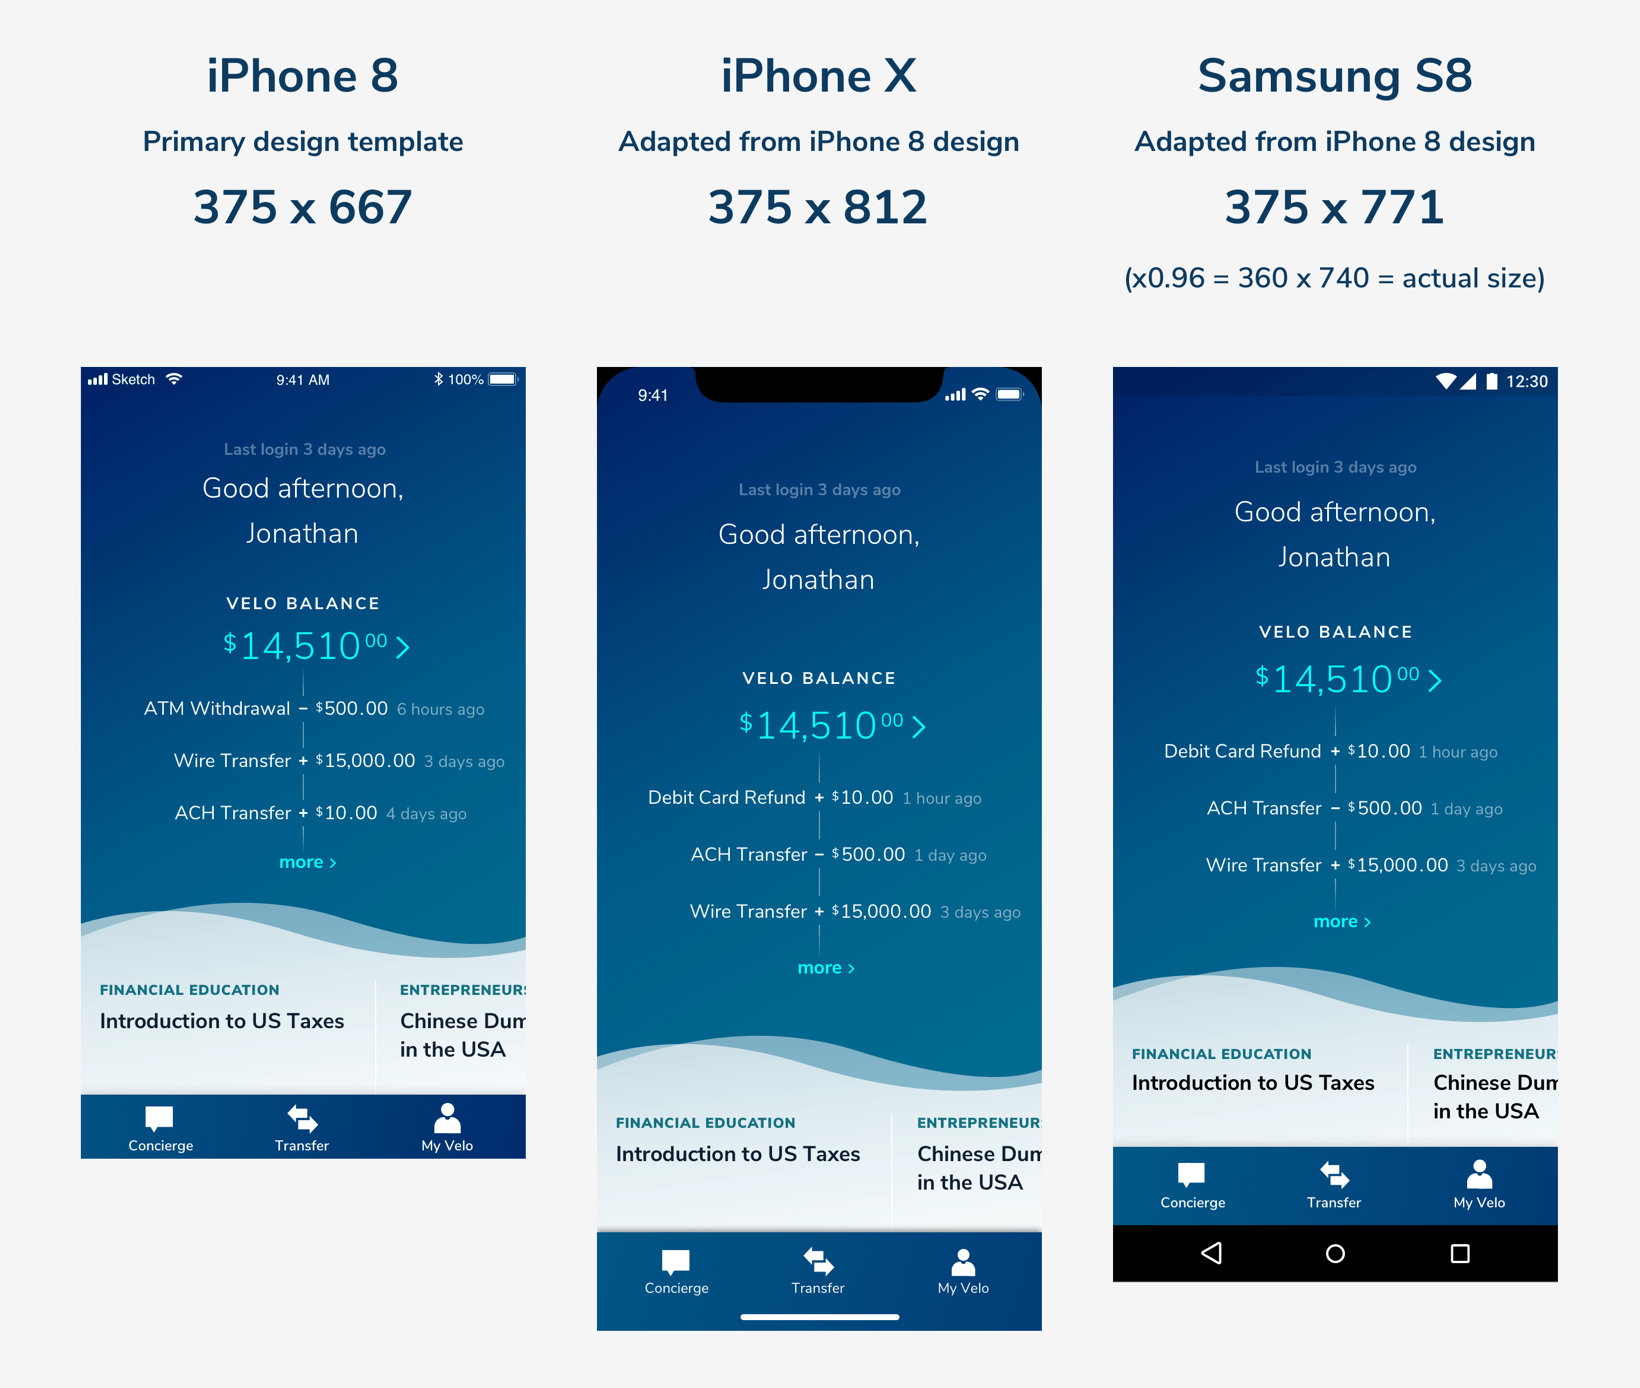 iPhone 8
Primary design template
375 x 667
iPhone X
Adapted from iPhone 8 design
375 x 812
Samsung S8
Adapted from iPhone 8 design
375 x 771
(x0.96 = 360 x 740 = actual size)
Sketch 9:41 AM 100%
Last login 3 days ago
Good afternoon,
Jonathan
VELO BALANCE
$14,510 00 >
ATM Withdrawal – $500.00 6 hours ago
Wire Transfer + $15,000.00 3 days ago
ACH Transfer + $10.00 4 days ago
more >
FINANCIAL EDUCATION
Introduction to US Taxes
ENTREPRENEURS
Chinese Dum
in the USA
Concierge Transfer My Velo
9:41
Last login 3 days ago
Good afternoon,
Jonathan
VELO BALANCE
$14,510 00 >
Debit Card Refund + $10.00 1 hour ago
ACH Transfer – $500.00 1 day ago
Wire Transfer + $15,000.00 3 days ago
more >
FINANCIAL EDUCATION
Introduction to US Taxes
ENTREPRENEUR
Chinese Dum
in the USA
Concierge Transfer My Velo
12:30
Last login 3 days ago
Good afternoon,
Jonathan
VELO BALANCE
$14,510 00 >
Debit Card Refund + $10.00 1 hour ago
ACH Transfer – $500.00 1 day ago
Wire Transfer + $15,000.00 3 days ago
more >
FINANCIAL EDUCATION
Introduction to US Taxes
ENTREPRENEUR
Chinese Dum
in the USA
Concierge Transfer My Velo